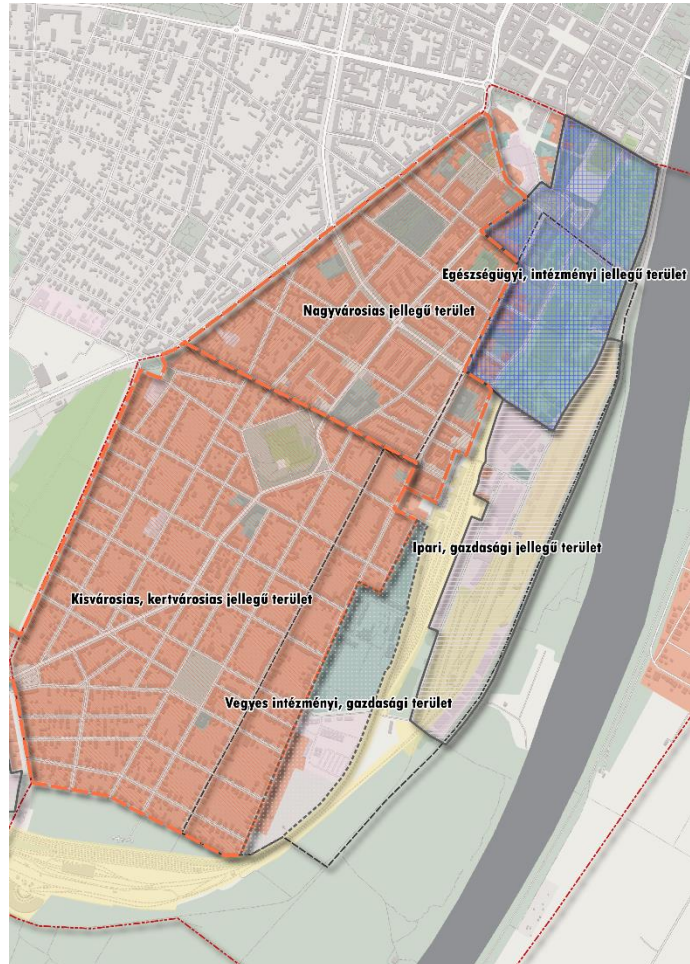 Egészségügyi, intézményi jellegű terület
Nagyvárosias jellegű terület
Ipari, gazdasági jellegű terület
Kisvárosias, kertvárosias jellegű terület
Vegyes intézményi, gazdasági terület